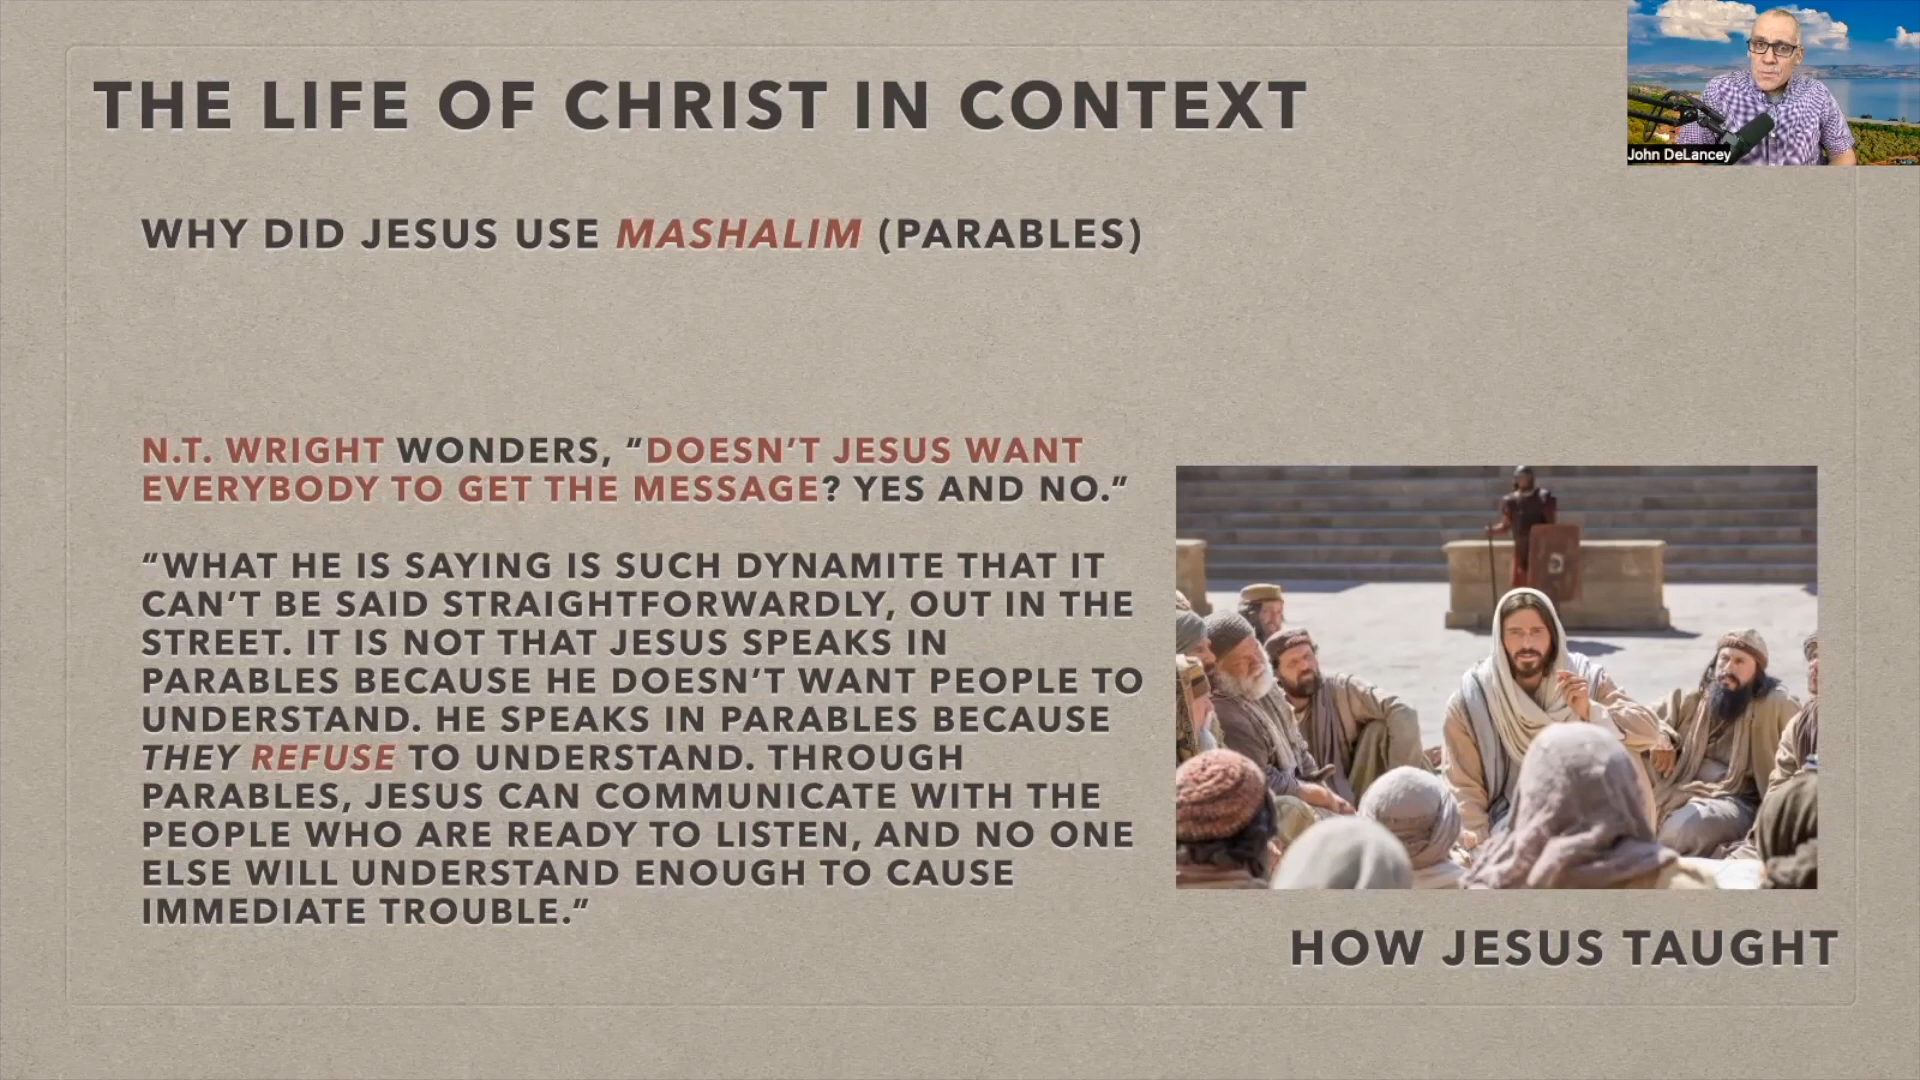 THE LIFE OF CHRIST IN CONTEXT
John DeLancey
WHY DID JESUS USE MASHALIM (PARABLES)
N.T. WRIGHT WONDERS, “DOESN’T JESUS WANT
EVERYBODY TO GET THE MESSAGE? YES AND NO.”
“WHAT HE IS SAYING IS SUCH DYNAMITE THAT IT
CAN’T BE SAID STRAIGHTFORWARDLY, OUT IN THE
STREET. IT IS NOT THAT JESUS SPEAKS IN
PARABLES BECAUSE HE DOESN’T WANT PEOPLE TO
UNDERSTAND. HE SPEAKS IN PARABLES BECAUSE
THEY REFUSE TO UNDERSTAND. THROUGH
PARABLES, JESUS CAN COMMUNICATE WITH THE
PEOPLE WHO ARE READY TO LISTEN, AND NO ONE
ELSE WILL UNDERSTAND ENOUGH TO CAUSE
IMMEDIATE TROUBLE.”
HOW JESUS TAUGHT